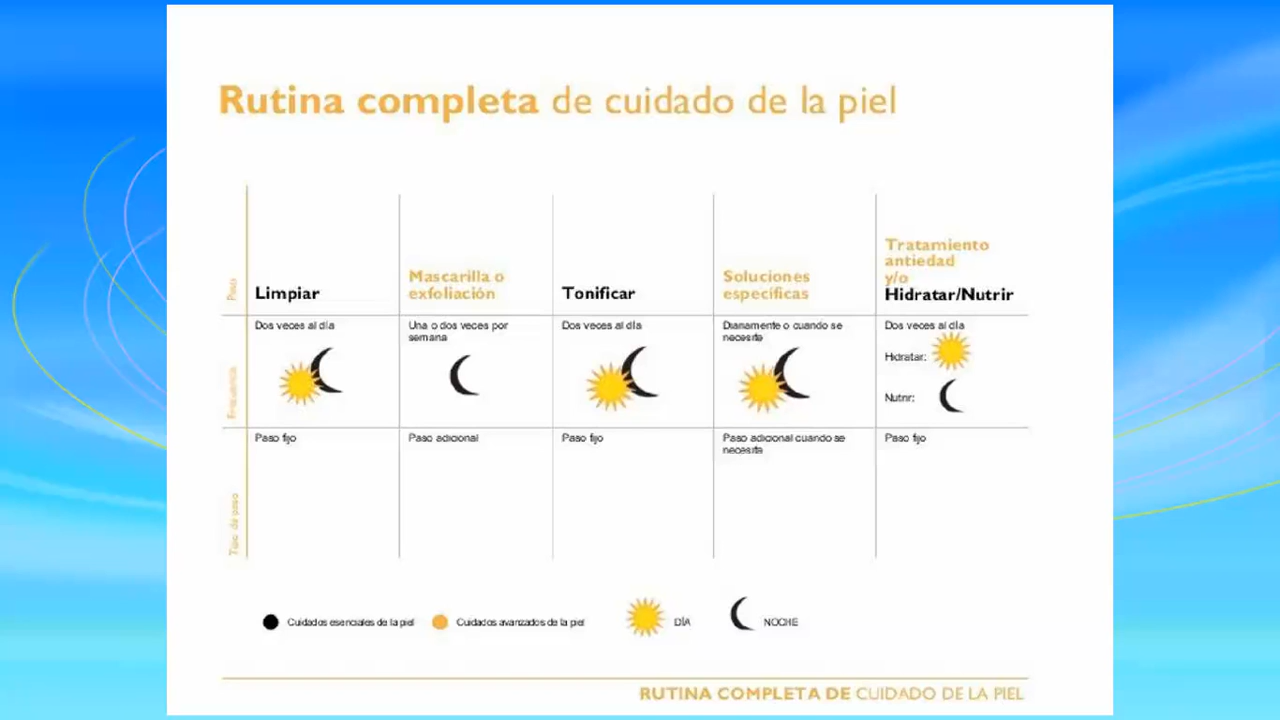 Rutina completa de cuidado de la piel
Paso
Limpiar
Mascarilla o
exfoliación
Tonificar
Soluciones
específicas
Tratamiento
antiedad
y/o
Hidratar/Nutrir
Frecuencia
Dos veces al día
Una o dos veces por
semana
Dos veces al día
Diariamente o cuando se
necesite
Dos veces al día
Hidratar:
Nutrir:
Tipo de paso
Paso fijo
Paso adicional
Paso fijo
Paso adicional cuando se
necesite
Paso fijo
Cuidados esenciales de la piel
Cuidados avanzados de la piel
DÍA
NOCHE
RUTINA COMPLETA DE CUIDADO DE LA PIEL